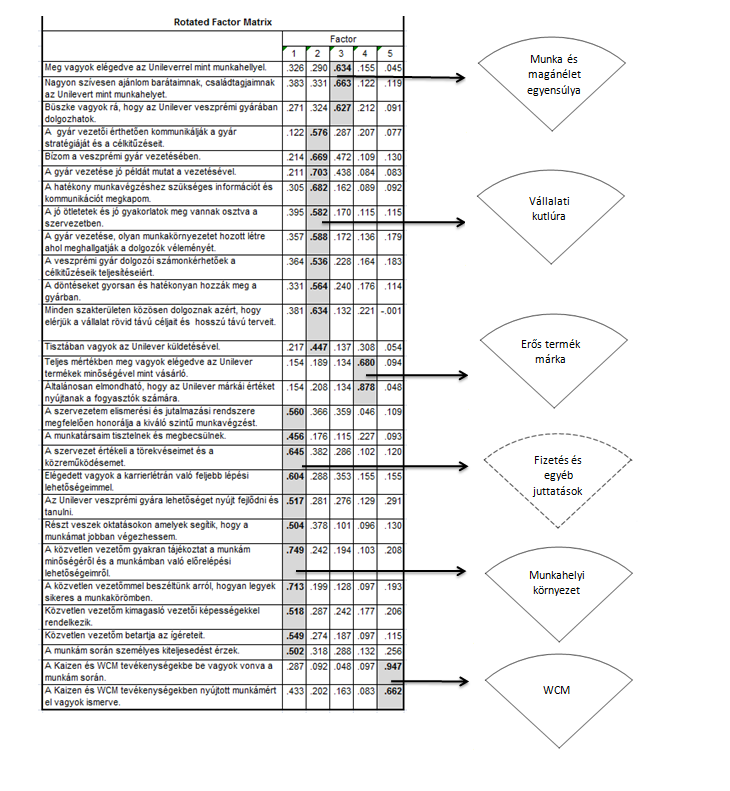 Rotated Factor Matrix
Factor
1 2 3 4 5
Meg vagyok elégedve az Unileverrel mint munkahellyel. .326 .290 .634 .155 .045
Nagyon szívesen ajánlom barátaimnak, családtagjaimnak
az Unilevert mint munkahelyet. .383 .331 .663 .122 .119
Büszke vagyok rá, hogy az Unilever veszprémi gyárában
dolgozhatok. .271 .324 .627 .212 .091
A gyár vezetői érthetően kommunikálják a gyár
stratégiáját és a célkitűzéseit. .122 .576 .287 .207 .077
Bízom a veszprémi gyár vezetésében. .214 .669 .472 .109 .130
A gyár vezetése jó példát mutat a vezetésével. .211 .703 .438 .084 .083
A hatékony munkavégzéshez szükséges információt és
kommunikációt megkapom. .305 .682 .162 .089 .092
A jó ötletetek és jó gyakorlatok meg vannak osztva a
szervezetben. .395 .582 .170 .115 .115
A gyár vezetése, olyan munkakörnyezetet hozott létre
ahol meghallgatják a dolgozók véleményét. .357 .588 .172 .136 .179
A veszprémi gyár dolgozói számonkérhetőek a
célkitűzéseik teljesítéseiért. .364 .536 .228 .164 .183
A döntéseket gyorsan és hatékonyan hozzák meg a
gyárban. .331 .564 .240 .176 .114
Minden szakterületen közösen dolgoznak azért, hogy
elérjük a vállalat rövid távú céljait és hosszú távú terveit. .381 .634 .132 .221 -.001
Tisztában vagyok az Unilever küldetésével. .217 .447 .137 .308 .054
Teljes mértékben meg vagyok elégedve az Unilever
termékek minőségével mint vásárló. .154 .189 .134 .680 .094
Általánosan elmondható, hogy az Unilever márkái értéket
nyújtanak a fogyasztók számára. .154 .208 .134 .878 .048
A szervezetem elismerési és jutalmazási rendszere
megfelelően honorálja a kiváló szintű munkavégzést. .560 .366 .359 .046 .109
A munkatársaim tisztelnek és megbecsülnek. .456 .176 .115 .227 .093
A szervezet értékeli a törekvéseimet és a
közreműködésemet. .645 .382 .286 .102 .120
Elégedett vagyok a karrierlétrán való feljebb lépési
lehetőségeimmel. .604 .288 .353 .155 .155
Az Unilever veszprémi gyára lehetőséget nyújt fejlődni és
tanulni. .517 .281 .276 .129 .291
Részt veszek oktatásokon amelyek segítik, hogy a
munkámat jobban végezhessem. .504 .378 .101 .096 .130
A közvetlen vezetőm gyakran tájékoztat a munkám
minőségéről és a munkámban való előrelépési
lehetőségeimről. .749 .242 .194 .103 .208
A közvetlen vezetőmmel beszéltünk arról, hogyan legyek
sikeres a munkakörömben. .713 .199 .128 .097 .193
Közvetlen vezetőm kimagasló vezetői képességekkel
rendelkezik. .518 .287 .242 .177 .206
Közvetlen vezetőm betartja az ígéreteit. .549 .274 .187 .097 .115
A munkám során személyes kiteljesedést érzek. .502 .318 .288 .132 .256
A Kaizen és WCM tevékenységekbe be vagyok vonva a
munkám során. .287 .092 .048 .097 .947
A Kaizen és WCM tevékenységekben nyújtott munkámért
el vagyok ismerve. .433 .202 .163 .083 .662
Munka és
magánélet
egyensúlya
Vállalati
kutlúra
Erős termék
márka
Fizetés és
egyéb
juttatások
Munkahelyi
környezet
WCM